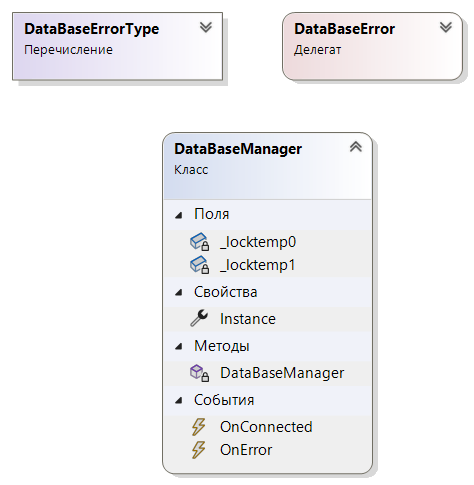 DataBaseErrorType
Перечисление
DataBaseError
Делегат
DataBaseManager
Класс
Поля
_locktemp0
_locktemp1
Свойства
Instance
Методы
DataBaseManager
События
OnConnected
OnError